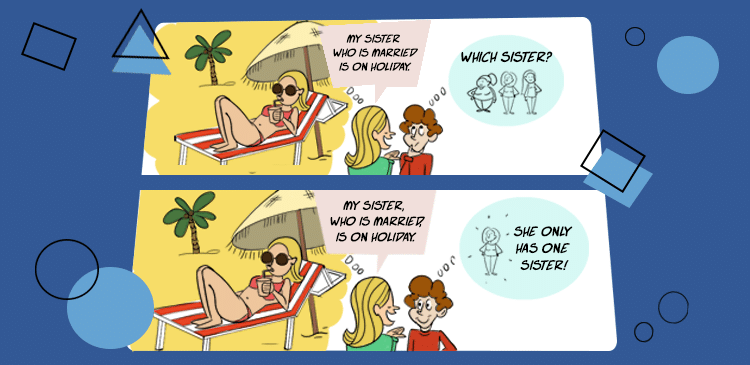 MY SISTER
WHO IS MARRIED
IS ON HOLIDAY.
WHICH SISTER?
MY SISTER,
WHO IS MARRIED,
IS ON HOLIDAY.
SHE ONLY
HAS ONE
SISTER!